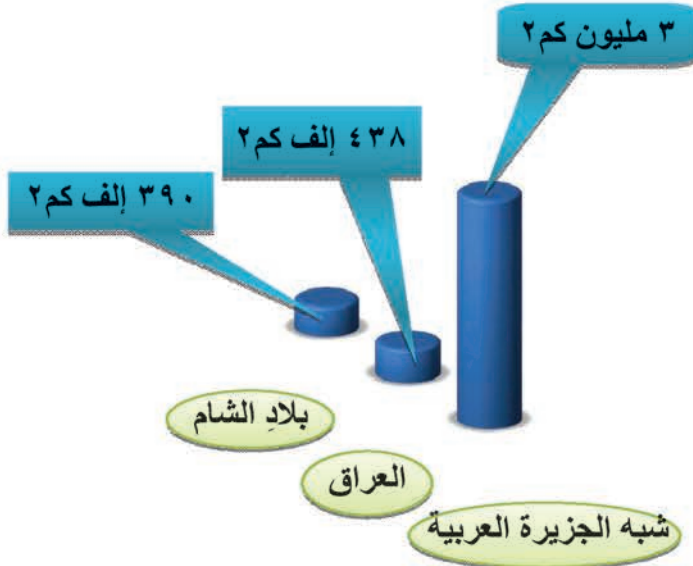 ٣ مليون كم٢
٤٣٨ إلف كم٢
٣٩٠ إلف كم٢
بلادِ الشام
العراق
شبه الجزيرة العربية